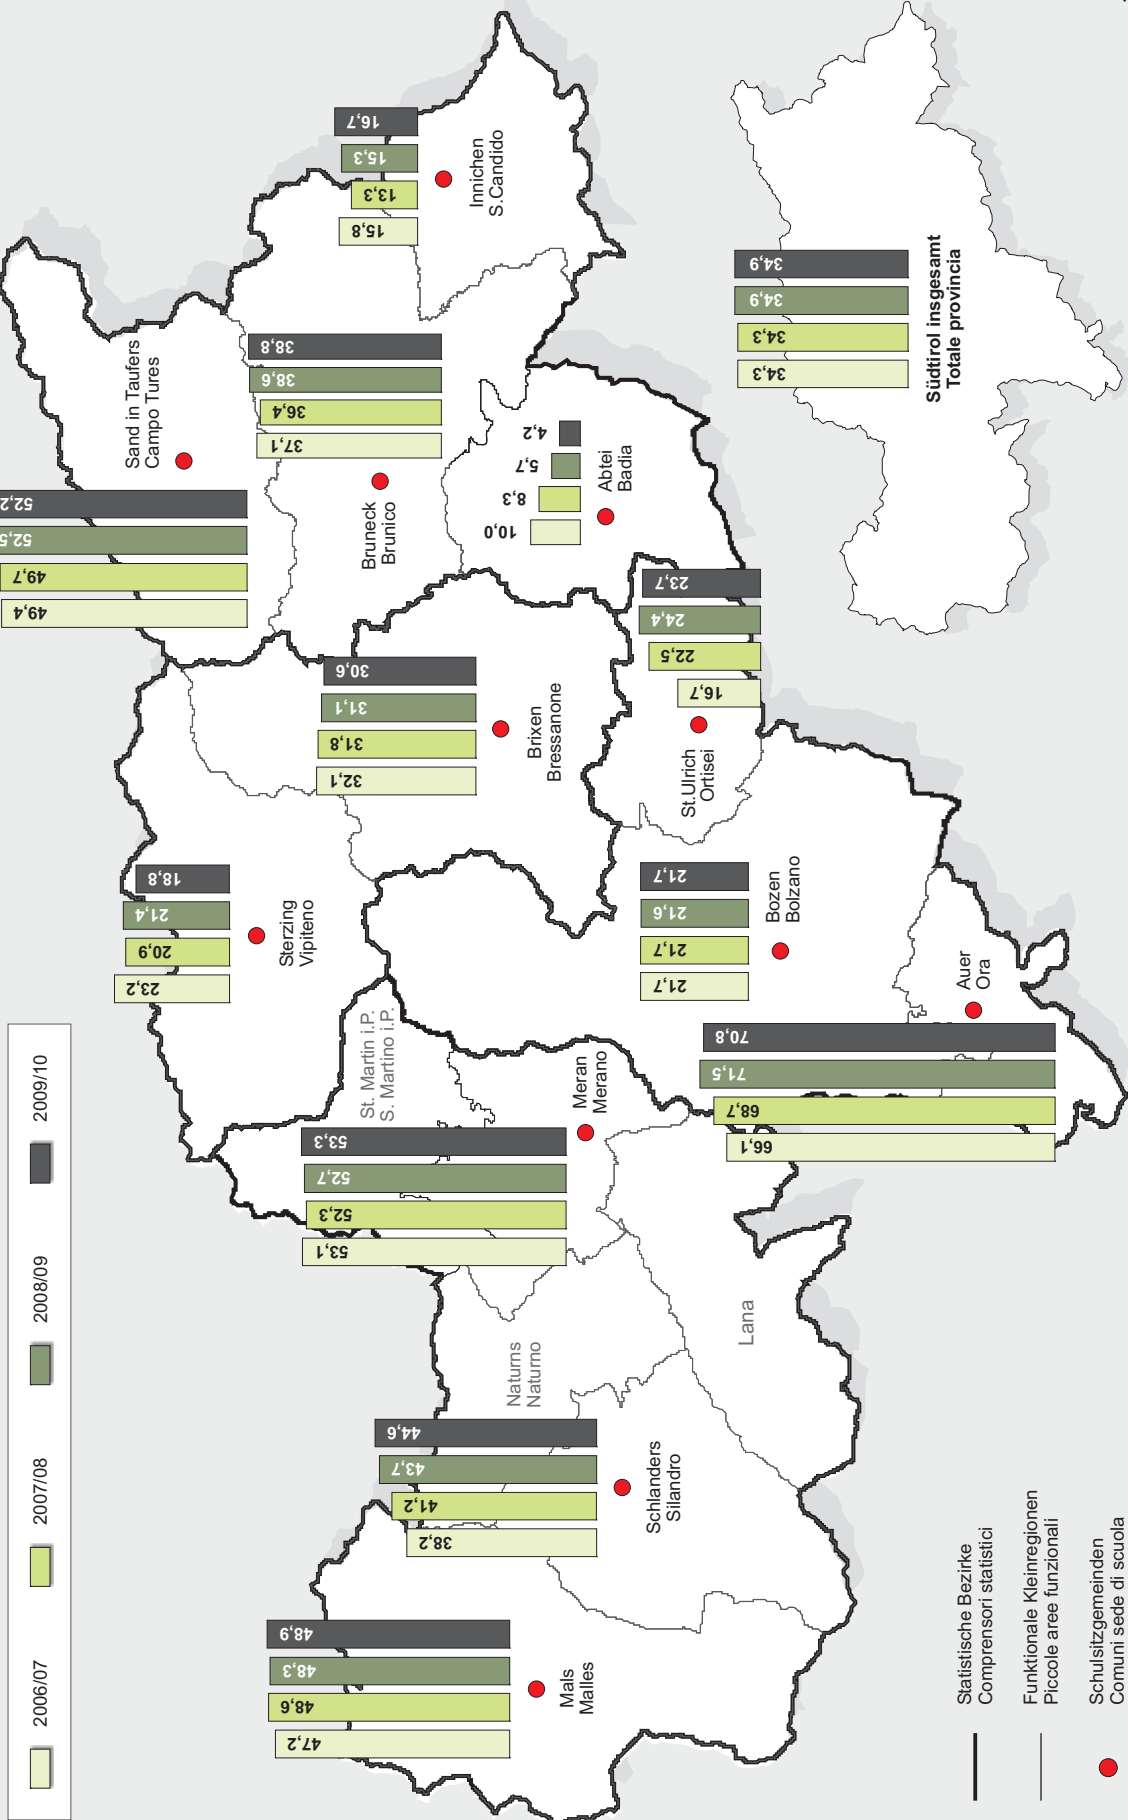 2006/07
2007/08
2008/09
2009/10
47,2
48,6
48,3
48,9
Mals
Malles
38,2
41,2
43,7
44,6
Schlanders
Silandro
Naturns
Naturno
Lana
53,1
52,3
52,7
53,3
Meran
Merano
St. Martin i.P.
S. Martino i.P.
23,2
20,9
21,4
18,8
Sterzing
Vipiteno
66,1
68,7
71,5
70,8
Auer
Ora
21,7
21,7
21,6
21,7
Bozen
Bolzano
32,1
31,8
31,1
30,6
Brixen
Bressanone
16,7
22,5
24,4
23,7
St.Ulrich
Ortisei
49,4
49,7
52,5
52,2
Sand in Taufers
Campo Tures
37,1
36,4
38,6
38,8
Bruneck
Brunico
10,0
8,3
5,7
4,2
Abtei
Badia
15,8
13,3
15,3
16,7
Innichen
S.Candido
34,3
34,3
34,9
34,9
Südtirol insgesamt
Totale provincia
Statistische Bezirke
Comprensori statistici
Funktionale Kleinregionen
Piccole aree funzionali
Schulsitzgemeinden
Comuni sede di scuola